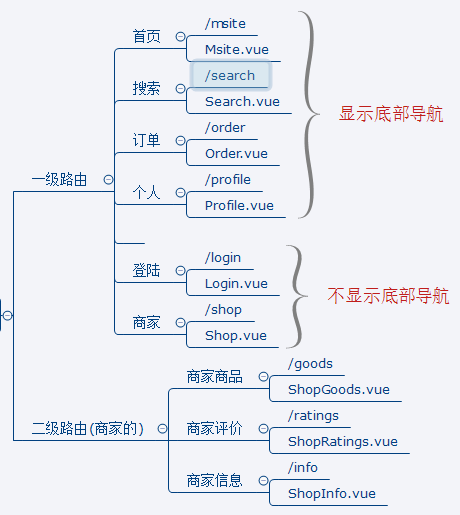 一级路由
首页
/msite
Msite.vue
搜索
/search
Search.vue
订单
/order
Order.vue
个人
/profile
Profile.vue
显示底部导航
登陆
/login
Login.vue
商家
/shop
Shop.vue
不显示底部导航
二级路由(商家的)
商家商品
/goods
ShopGoods.vue
商家评价
/ratings
ShopRatings.vue
商家信息
/info
ShopInfo.vue